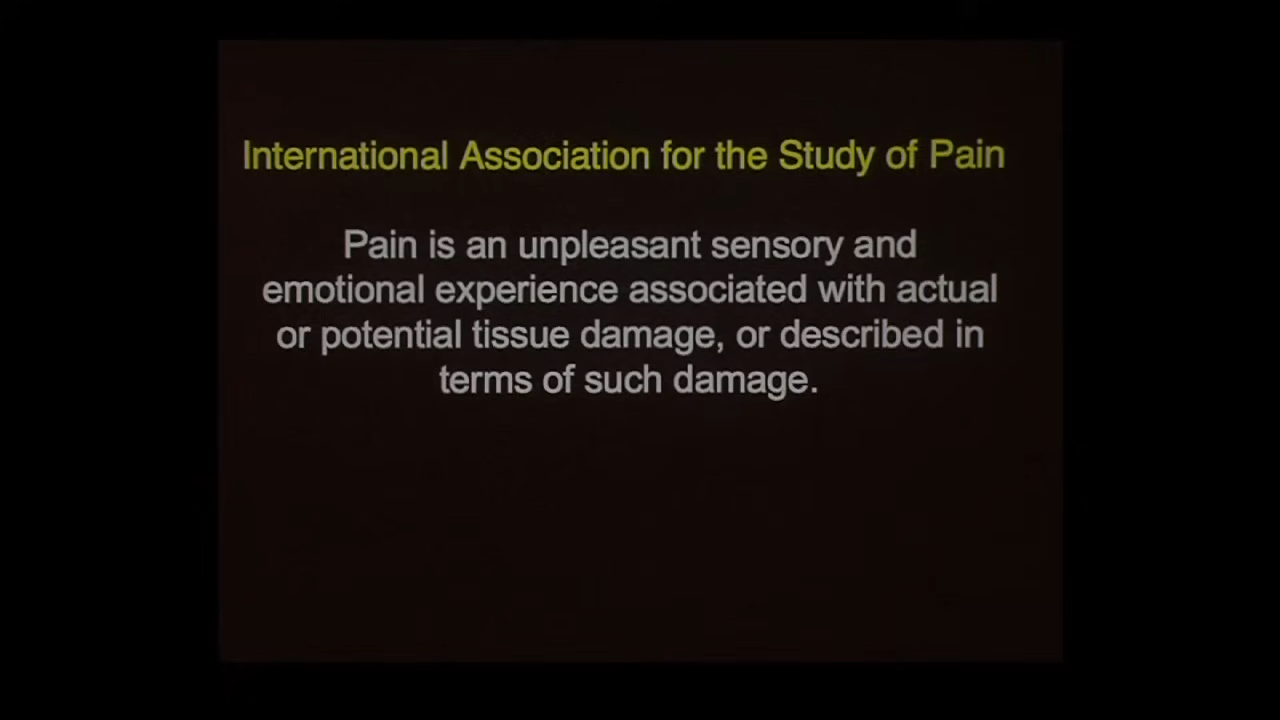 International Association for the Study of Pain
Pain is an unpleasant sensory and
emotional experience associated with actual
or potential tissue damage, or described in
terms of such damage.